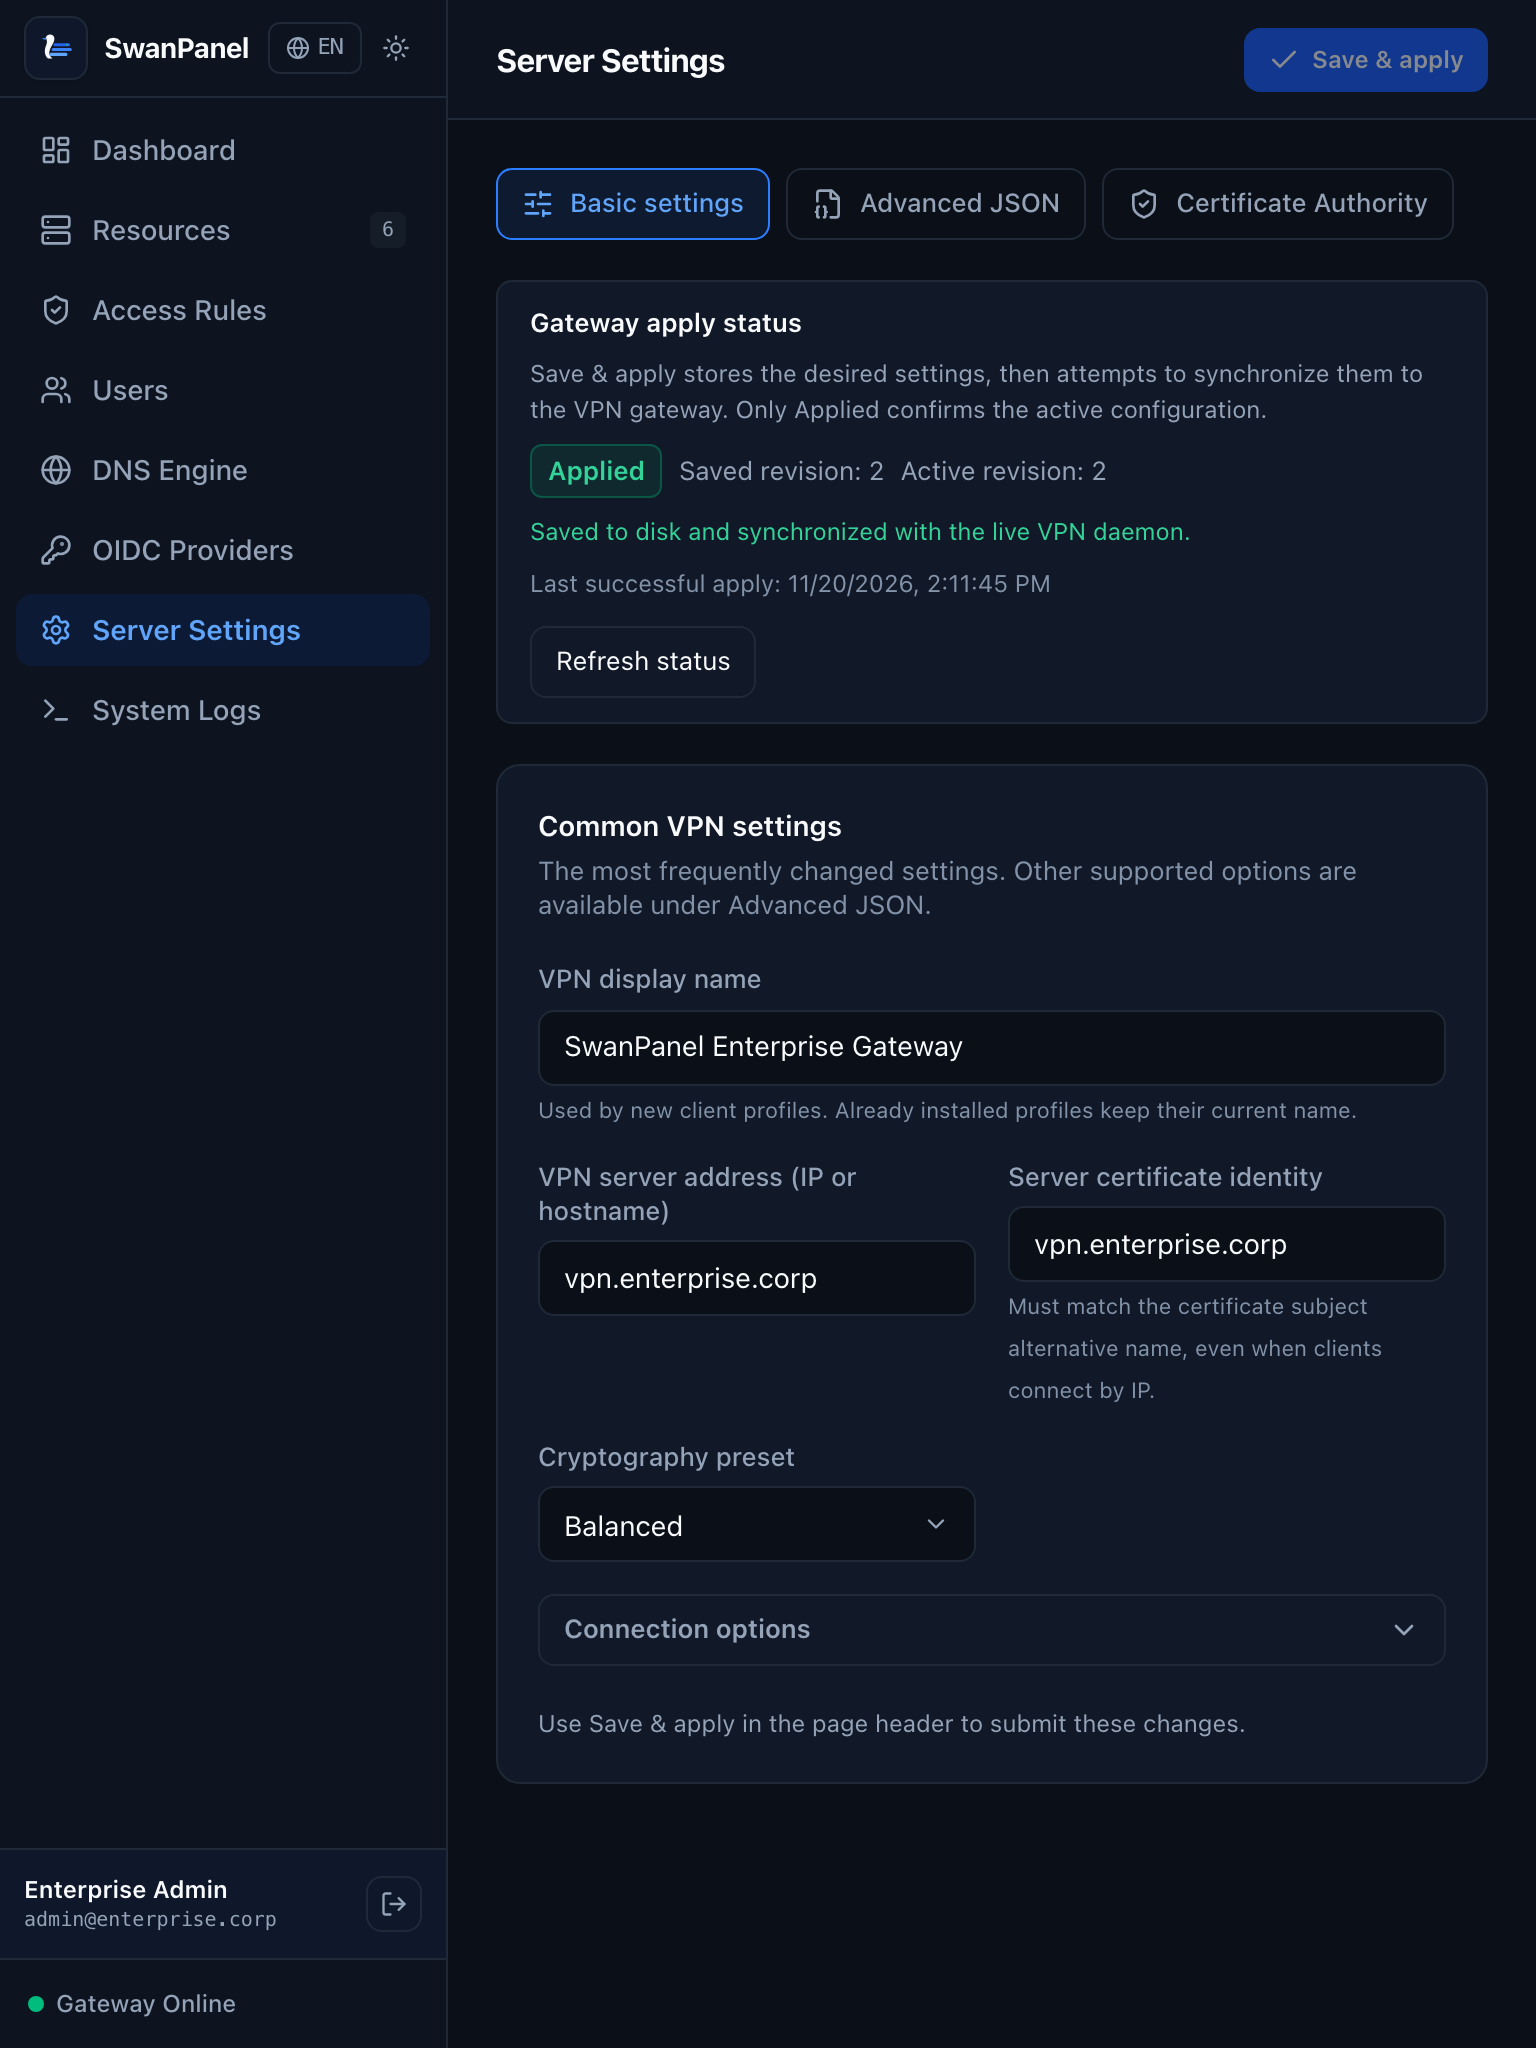 SwanPanel
EN
Dashboard
Resources
6
Access Rules
Users
DNS Engine
OIDC Providers
Server Settings
System Logs
Enterprise Admin
admin@enterprise.corp
Gateway Online
Server Settings
Save & apply
Basic settings
Advanced JSON
Certificate Authority
Gateway apply status
Save & apply stores the desired settings, then attempts to synchronize them to
the VPN gateway. Only Applied confirms the active configuration.
Applied
Saved revision: 2
Active revision: 2
Saved to disk and synchronized with the live VPN daemon.
Last successful apply: 11/20/2026, 2:11:45 PM
Refresh status
Common VPN settings
The most frequently changed settings. Other supported options are
available under Advanced JSON.
VPN display name
SwanPanel Enterprise Gateway
Used by new client profiles. Already installed profiles keep their current name.
VPN server address (IP or
hostname)
vpn.enterprise.corp
Server certificate identity
vpn.enterprise.corp
Must match the certificate subject
alternative name, even when clients
connect by IP.
Cryptography preset
Balanced
Connection options
Use Save & apply in the page header to submit these changes.